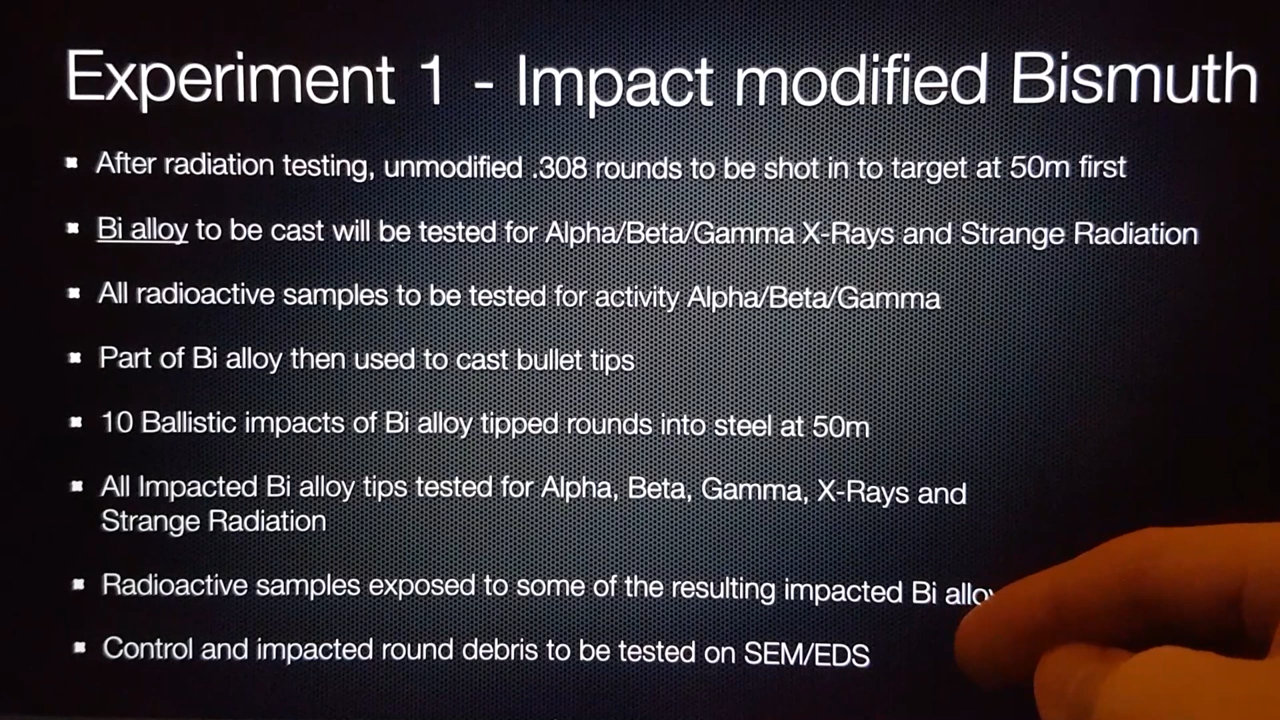 Experiment 1 - Impact modified Bismuth
After radiation testing, unmodified .308 rounds to be shot in to target at 50m first
Bi alloy to be cast will be tested for Alpha/Beta/Gamma X-Rays and Strange Radiation
All radioactive samples to be tested for activity Alpha/Beta/Gamma
Part of Bi alloy then used to cast bullet tips
10 Ballistic impacts of Bi alloy tipped rounds into steel at 50m
All Impacted Bi alloy tips tested for Alpha, Beta, Gamma, X-Rays and
Strange Radiation
Radioactive samples exposed to some of the resulting impacted Bi alloy
Control and impacted round debris to be tested on SEM/EDS